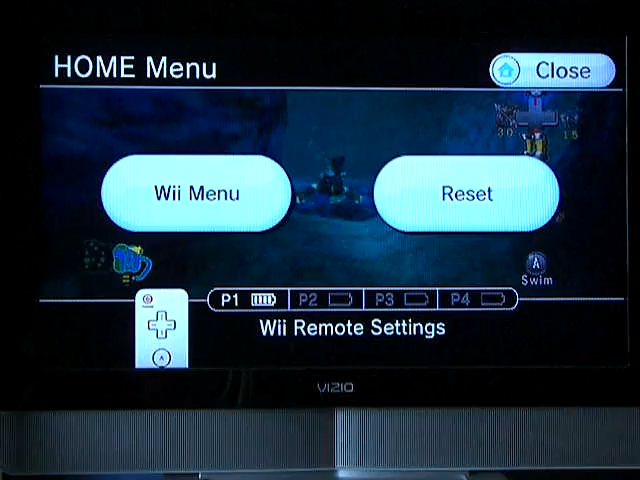 HOME Menu
Close
30
15
Wii Menu
Reset
A
Swim
P1 P2 P3 P4
Wii Remote Settings
A
VIZIO